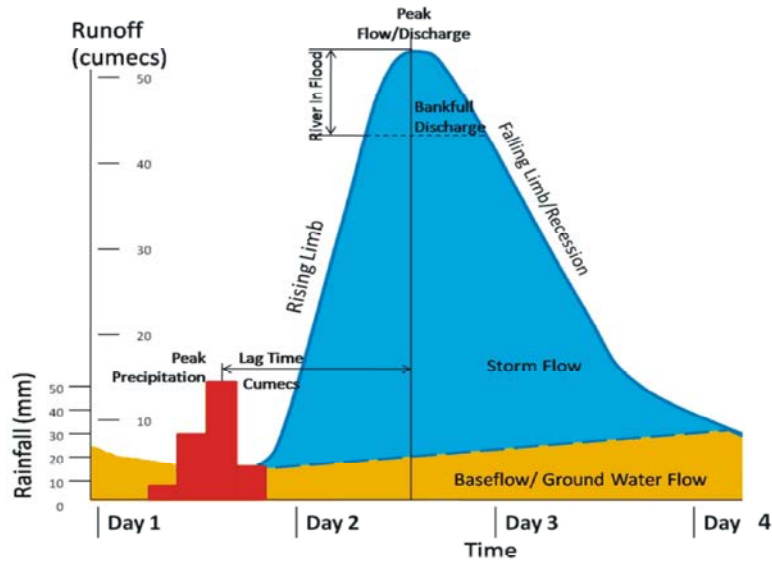 Runoff
(cumecs)
Peak
Flow/Discharge
50
40
30
20
10
River In Flood
Bankfull
Discharge
Rising Limb
Falling Limb/Recession
Peak
Precipitation
Lag Time
Cumecs
Storm Flow
Baseflow/ Ground Water Flow
Rainfall (mm)
50
40
30
20
10
0
Day 1
Day 2
Day 3
Day 4
Time